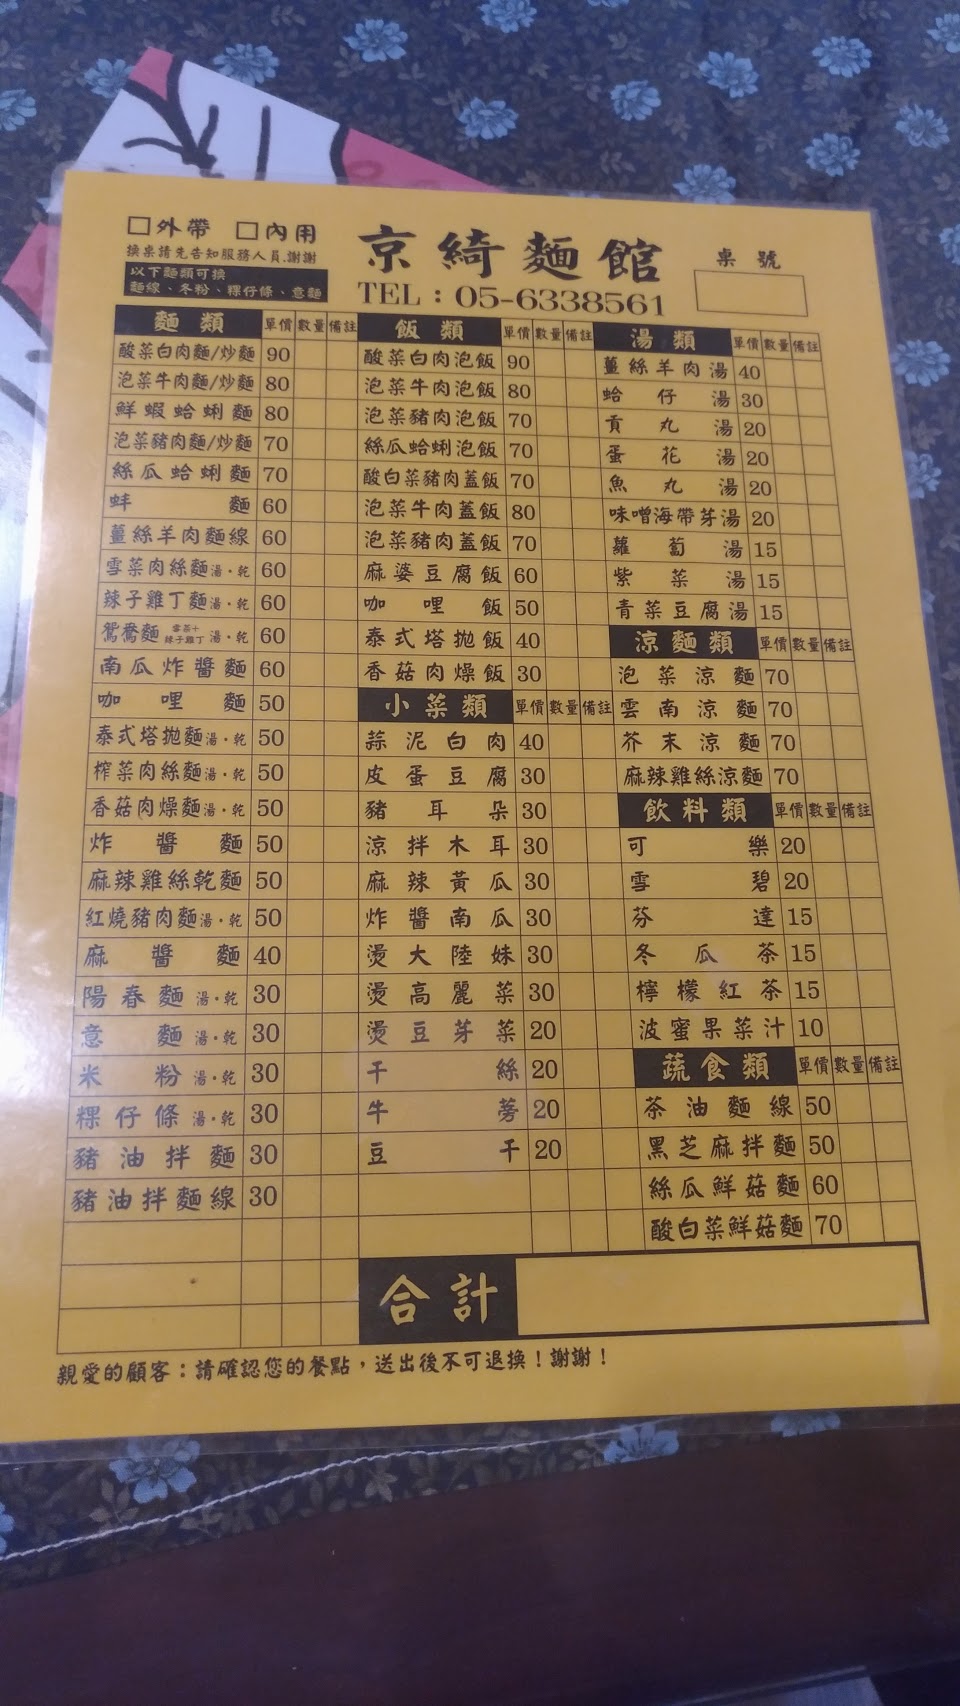 □外帶 □內用
換桌請先告知服務人員.謝謝
以下麵類可換
麵線、冬粉、粿仔條、意麵
京綺麵館
TEL：05-6338561
桌號
麵類 單價 數量 備註
酸菜白肉麵/炒麵 90
泡菜牛肉麵/炒麵 80
鮮蝦蛤蜊麵 80
泡菜豬肉麵/炒麵 70
絲瓜蛤蜊麵 70
蚌麵 60
薑絲羊肉麵線 60
雪菜肉絲麵湯·乾 60
辣子雞丁麵湯·乾 60
鴛鴦麵 雪菜+辣子雞丁 湯·乾 60
南瓜炸醬麵 60
咖哩麵 50
泰式塔拋麵湯·乾 50
榨菜肉絲麵湯·乾 50
香菇肉燥麵湯·乾 50
炸醬麵 50
麻辣雞絲乾麵 50
紅燒豬肉麵湯·乾 50
麻醬麵 40
陽春麵 湯·乾 30
意麵 湯·乾 30
米粉 湯·乾 30
粿仔條 湯·乾 30
豬油拌麵 30
豬油拌麵線 30
飯類 單價 數量 備註
酸菜白肉泡飯 90
泡菜牛肉泡飯 80
泡菜豬肉泡飯 70
絲瓜蛤蜊泡飯 70
酸白菜豬肉蓋飯 70
泡菜牛肉蓋飯 80
泡菜豬肉蓋飯 70
麻婆豆腐飯 60
咖哩飯 50
泰式塔拋飯 40
香菇肉燥飯 30
小菜類 單價 數量 備註
蒜泥白肉 40
皮蛋豆腐 30
豬耳朵 30
涼拌木耳 30
麻辣黃瓜 30
炸醬南瓜 30
燙大陸妹 30
燙高麗菜 30
燙豆芽菜 20
干絲 20
牛蒡 20
豆干 20
湯類 單價 數量 備註
薑絲羊肉湯 40
蛤仔湯 30
貢丸湯 20
蛋花湯 20
魚丸湯 20
味噌海帶芽湯 20
蘿蔔湯 15
紫菜湯 15
青菜豆腐湯 15
涼麵類 單價 數量 備註
泡菜涼麵 70
雲南涼麵 70
芥末涼麵 70
麻辣雞絲涼麵 70
飲料類 單價 數量 備註
可樂 20
雪碧 20
芬達 15
冬瓜茶 15
檸檬紅茶 15
波蜜果菜汁 10
蔬食類 單價 數量 備註
茶油麵線 50
黑芝麻拌麵 50
絲瓜鮮菇麵 60
酸白菜鮮菇麵 70
合計
親愛的顧客：請確認您的餐點，送出後不可退換！謝謝！